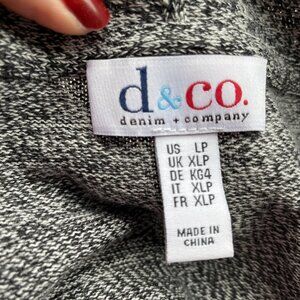 d&co.
denim + company
US LP
UK XLP
DE KG4
IT XLP
FR XLP
MADE IN
CHINA